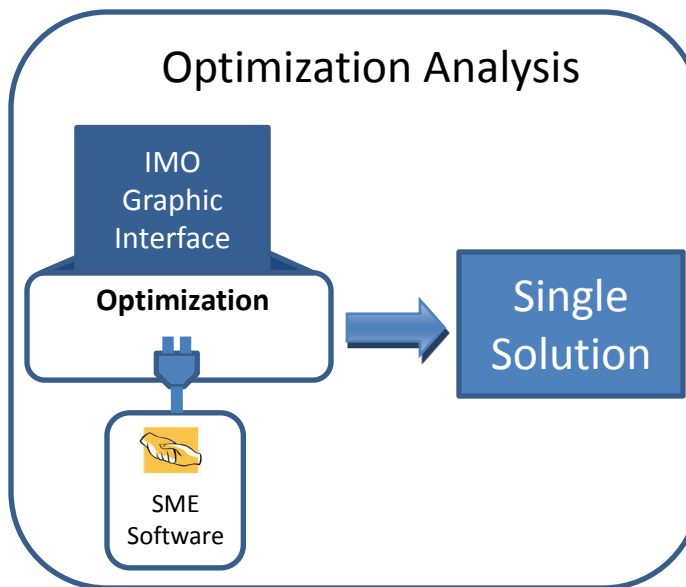 Optimization Analysis
IMO
Graphic
Interface
Optimization
Single
Solution
SME
Software